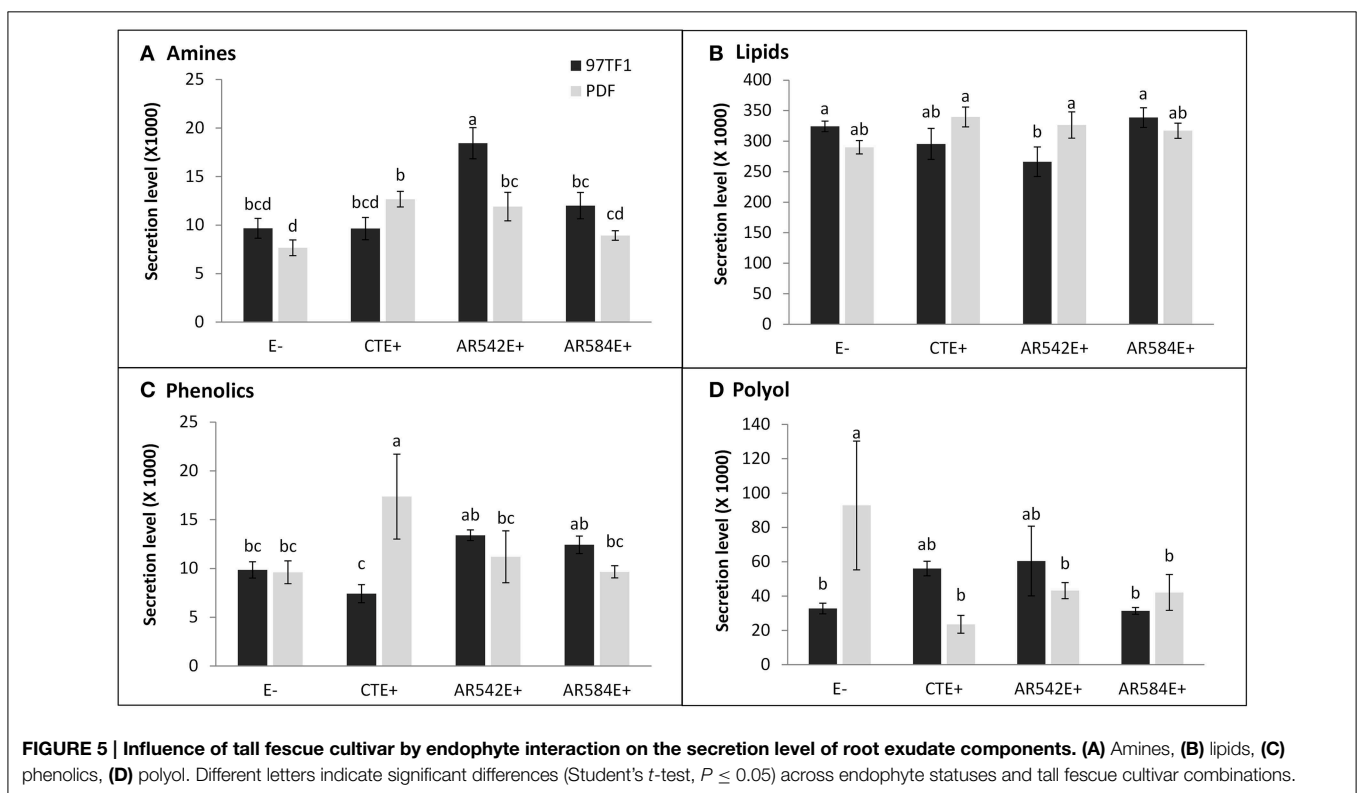 A Amines
97TF1
PDF
Secretion level (X1000)
25
20
15
10
5
0
bcd
d
bcd
b
a
bc
bc
cd
E-
CTE+
AR542E+
AR584E+
B Lipids
Secretion level (X 1000)
400
350
300
250
200
150
100
50
0
a
ab
ab
a
b
a
a
ab
E-
CTE+
AR542E+
AR584E+
C Phenolics
Secretion level (X 1000)
25
20
15
10
5
0
bc
bc
c
a
ab
bc
ab
bc
E-
CTE+
AR542E+
AR584E+
D Polyol
Secretion level (X 1000)
140
120
100
80
60
40
20
0
b
a
ab
b
ab
b
b
b
E-
CTE+
AR542E+
AR584E+
FIGURE 5 | Influence of tall fescue cultivar by endophyte interaction on the secretion level of root exudate components. (A) Amines, (B) lipids, (C)
phenolics, (D) polyol. Different letters indicate significant differences (Student's t-test, P ≤ 0.05) across endophyte statuses and tall fescue cultivar combinations.